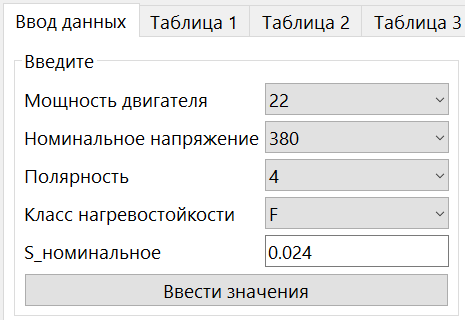 Ввод данных Таблица 1 Таблица 2 Таблица 3
Введите
Мощность двигателя 22
Номинальное напряжение 380
Полярность 4
Класс нагревостойкости F
S_номинальное 0.024
Ввести значения